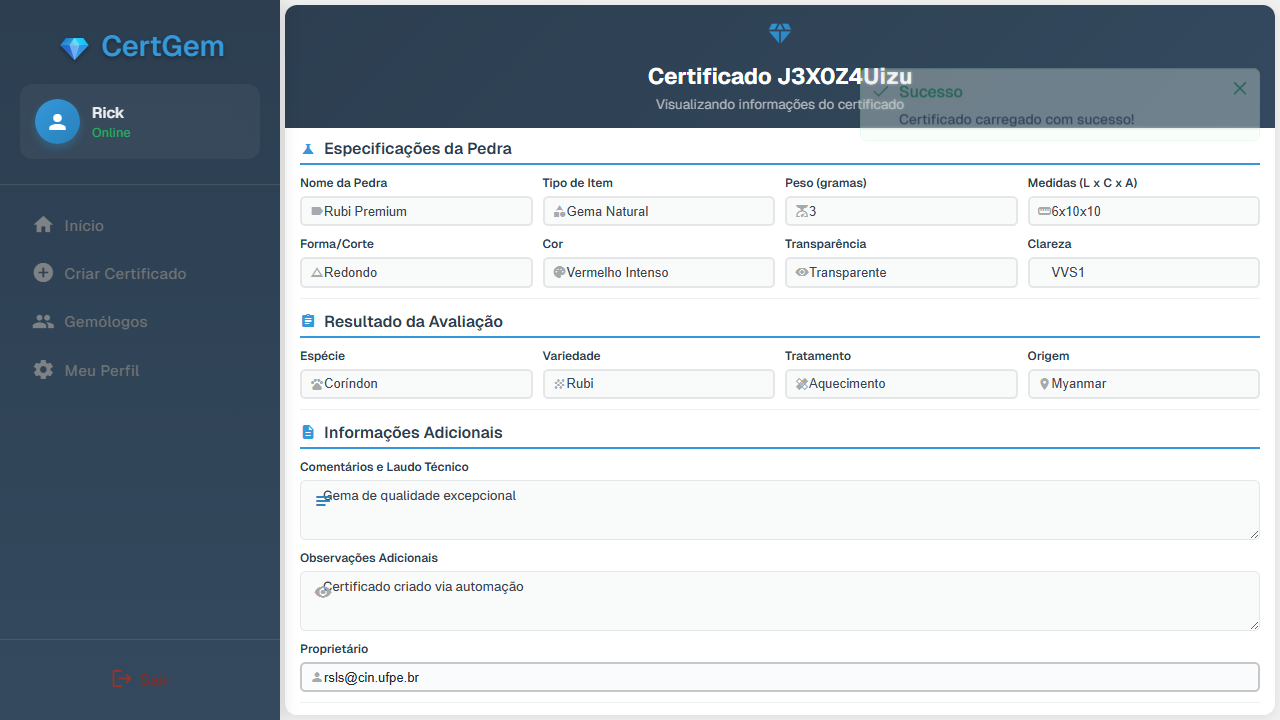 CertGem
Rick
Online
Início
Criar Certificado
Gemólogos
Meu Perfil
Sair
Certificado J3X0Z4Uizu
Visualizando informações do certificado
Sucesso
Certificado carregado com sucesso!
Especificações da Pedra
Nome da Pedra Tipo de Item Peso (gramas) Medidas (L x C x A)
Rubi Premium Gema Natural 3 6x10x10
Forma/Corte Cor Transparência Clareza
Redondo Vermelho Intenso Transparente VVS1
Resultado da Avaliação
Espécie Variedade Tratamento Origem
Coríndon Rubi Aquecimento Myanmar
Informações Adicionais
Comentários e Laudo Técnico
Gema de qualidade excepcional
Observações Adicionais
Certificado criado via automação
Proprietário
rsls@cin.ufpe.br